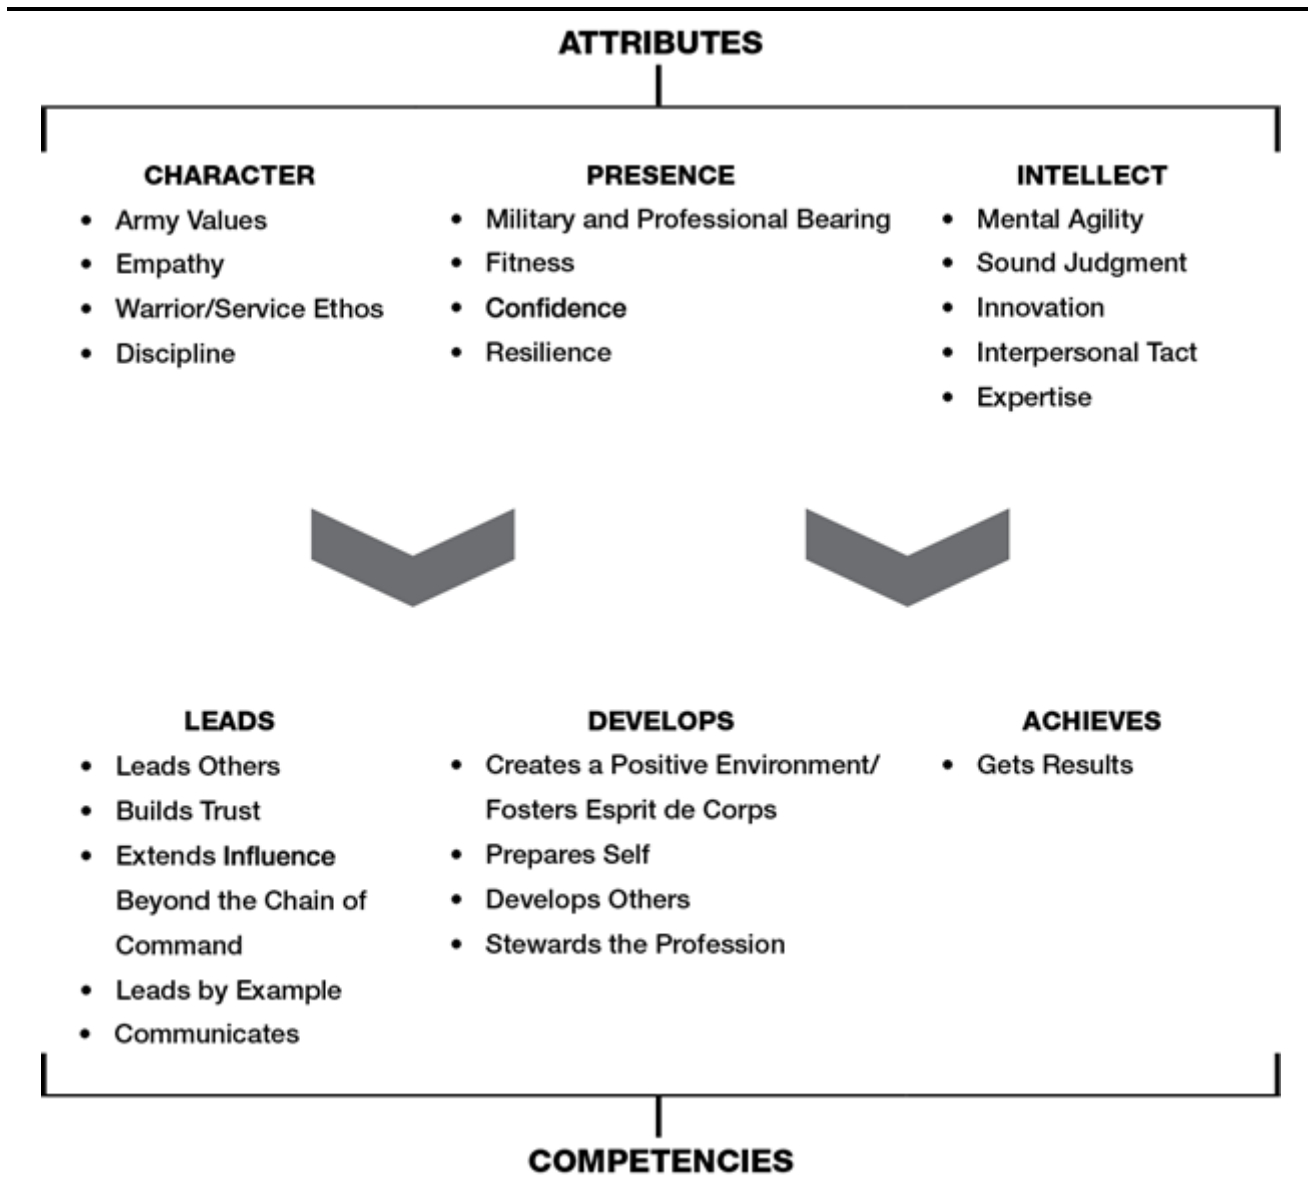 ATTRIBUTES
CHARACTER
• Army Values
• Empathy
• Warrior/Service Ethos
• Discipline
PRESENCE
• Military and Professional Bearing
• Fitness
• Confidence
• Resilience
INTELLECT
• Mental Agility
• Sound Judgment
• Innovation
• Interpersonal Tact
• Expertise
LEADS
• Leads Others
• Builds Trust
• Extends Influence
Beyond the Chain of
Command
• Leads by Example
• Communicates
DEVELOPS
• Creates a Positive Environment/
Fosters Esprit de Corps
• Prepares Self
• Develops Others
• Stewards the Profession
ACHIEVES
• Gets Results
COMPETENCIES